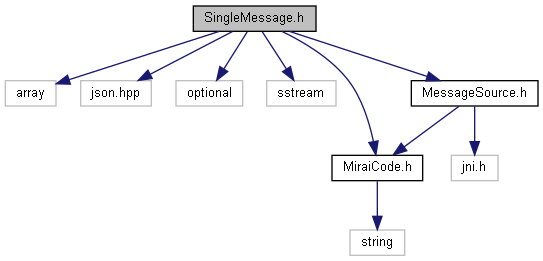 SingleMessage.h
array
json.hpp
optional
sstream
MessageSource.h
MiraiCode.h
jni.h
string